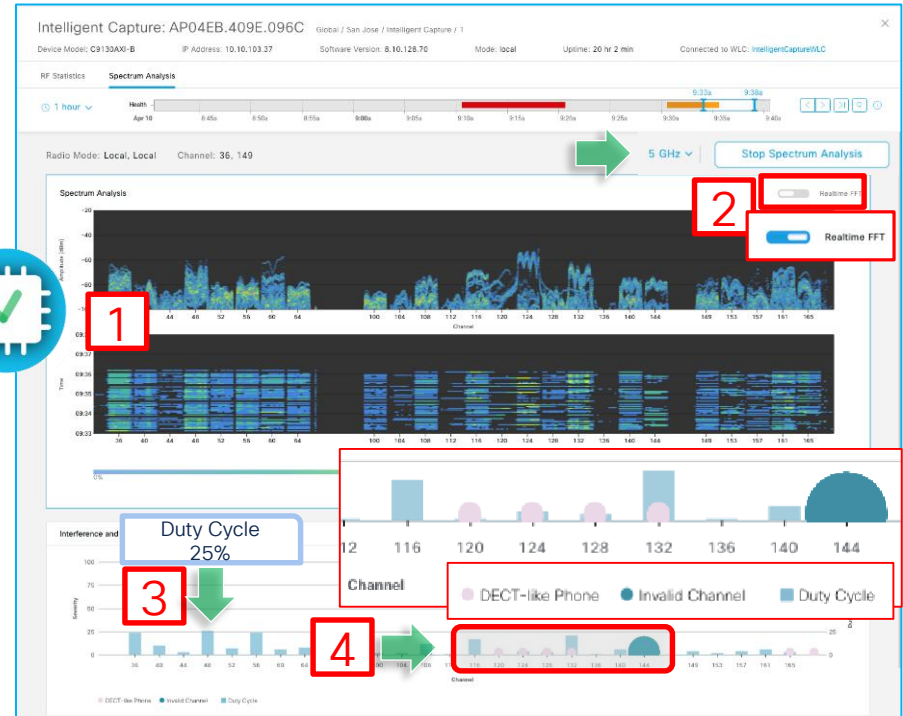 Intelligent Capture: AP04EB.409E.096C Global / San Jose / Intelligent Capture / 1
Device Model: C9130AXI-B IP Address: 10.10.103.37 Software Version: 8.10.128.70 Mode: local Uptime: 20 hr 2 min Connected to WLC: IntelligentCaptureWLC
RF Statistics Spectrum Analysis
9:33a 9:38a
1 hour Health
Apr 10 8:45a 8:50a 8:55a 9:00a 9:05a 9:10a 9:15a 9:20a 9:25a 9:30a 9:35a 9:40a
Radio Mode: Local, Local Channel: 36, 149 5 GHz Stop Spectrum Analysis
Spectrum Analysis 2 Realtime FFT
Realtime FFT
-20
-40
-60
-80
Amplitude (dBm)
1
44 48 52 56 60 64 100 104 108 112 116 120 124 128 132 136 140 144 149 153 157 161 165
Channel
09:37
09:36
09:35
09:34
09:33
Time
36 40 44 48 52 56 60 64 100 104 108 112 116 120 124 128 132 136 140 144 149 153 157 161 165
0%
12 116 120 124 128 132 136 140 144
Channel
DECT-like Phone Invalid Channel Duty Cycle
Interference and
Duty Cycle
25%
3
4
100
75
50
25
0
Severity
25
0
36 40 44 48 52 56 60 64 116 120 124 128 132 136 140 144 149 153 157 161 165
Channel
DECT-like Phone Invalid Channel Duty Cycle